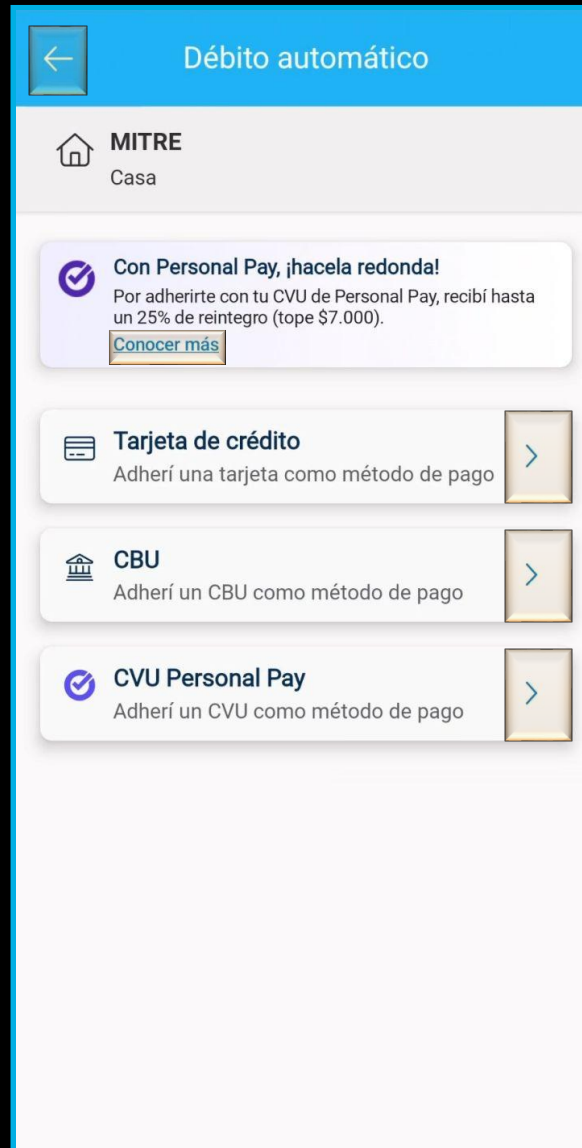 Débito automático
MITRE
Casa
Con Personal Pay, ¡hacela redonda!
Por adherirte con tu CVU de Personal Pay, recibí hasta
un 25% de reintegro (tope $7.000).
Conocer más
Tarjeta de crédito
Adherí una tarjeta como método de pago
CBU
Adherí un CBU como método de pago
CVU Personal Pay
Adherí un CVU como método de pago